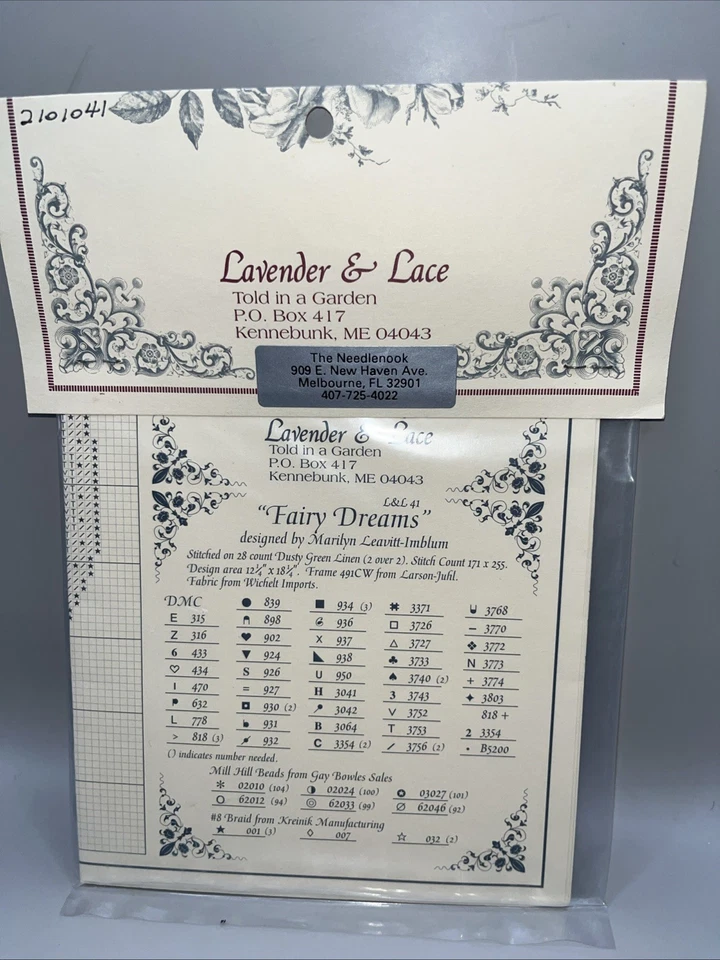 2101041
Lavender & Lace
Told in a Garden
P.O. Box 417
Kennebunk, ME 04043
The Needlenook
909 E. New Haven Ave.
Melbourne, FL 32901
407-725-4022
Lavender & Lace
Told in a Garden
P.O. Box 417
Kennebunk, ME 04043
L&L 41
"Fairy Dreams"
designed by Marilyn Leavitt-Imblum
Stitched on 28 count Dusty Green Linen (2 over 2). Stitch Count 171 x 255.
Design area 12¼" x 18¼". Frame 491CW from Larson-Juhl.
Fabric from Wichelt Imports.
DMC ● 839 ■ 934 (3) ✖ 3371 3768
E 315 898 936 □ 3726 – 3770
Z 316 ♥ 902 X 937 △ 3727 ❖ 3772
6 433 ▼ 924 ◣ 938 ♣ 3733 N 3773
♡ 434 S 926 U 950 ♠ 3740 (2) + 3774
I 470 = 927 H 3041 3 3743 ✦ 3803
P 632 ◘ 930 (2) 3042 V 3752 818 +
L 778 931 B 3064 T 3753 2 3354
> 818 (3) 932 C 3354 (2) / 3756 (2) • B5200
() indicates number needed.
Mill Hill Beads from Gay Bowles Sales
✻ 02010 (104) ◑ 02024 (100) ✪ 03027 (101)
○ 62012 (94) ◎ 62033 (99) ∅ 62046 (92)
#8 Braid from Kreinik Manufacturing
★ 001 (3) ◇ 007 ☆ 032 (2)